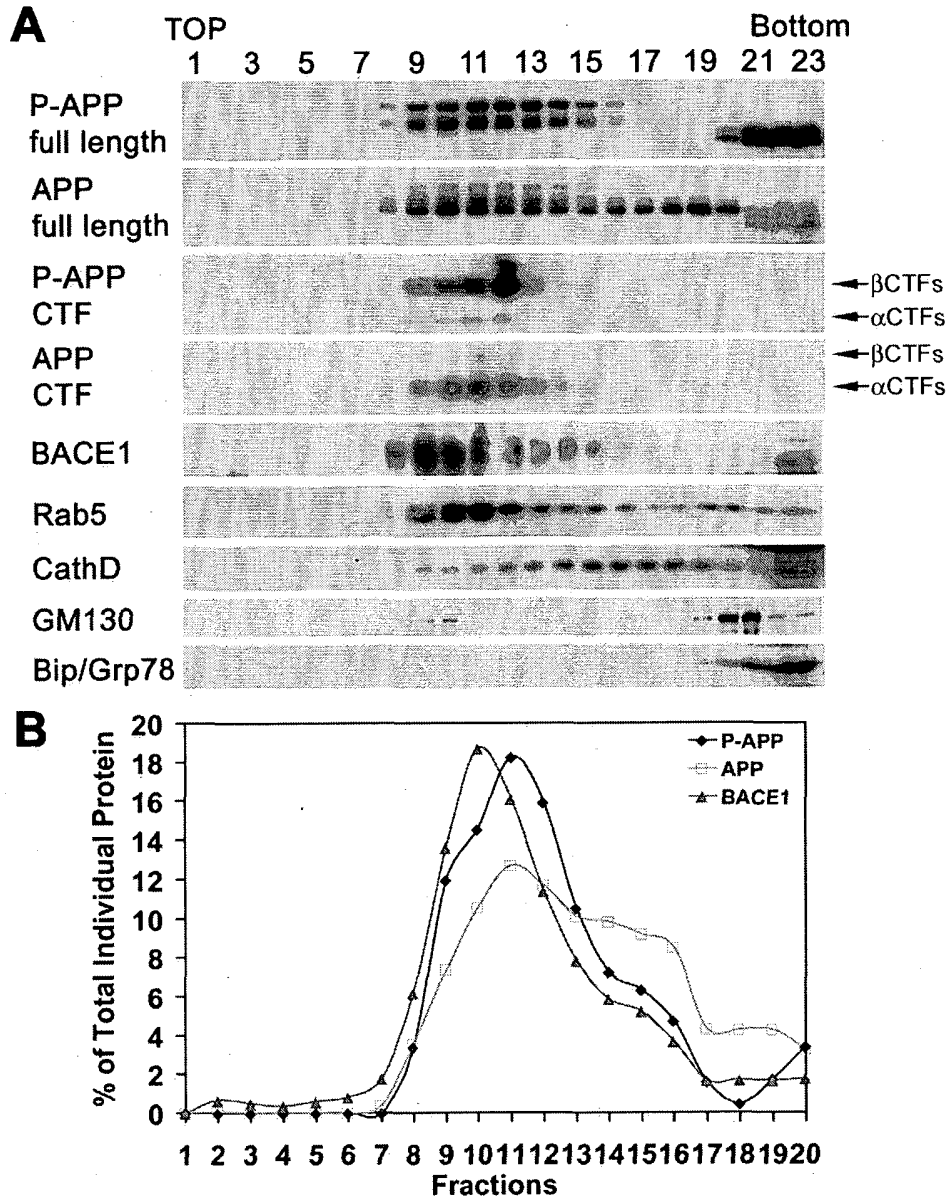 A
TOP Bottom
1 3 5 7 9 11 13 15 17 19 21 23
P-APP
full length
APP
full length
P-APP
CTF
βCTFs
αCTFs
APP
CTF
βCTFs
αCTFs
BACE1
Rab5
CathD
GM130
Bip/Grp78
B
% of Total Individual Protein
20
18
16
14
12
10
8
6
4
2
0
P-APP
APP
BACE1
1 2 3 4 5 6 7 8 9 10 11 12 13 14 15 16 17 18 19 20
Fractions